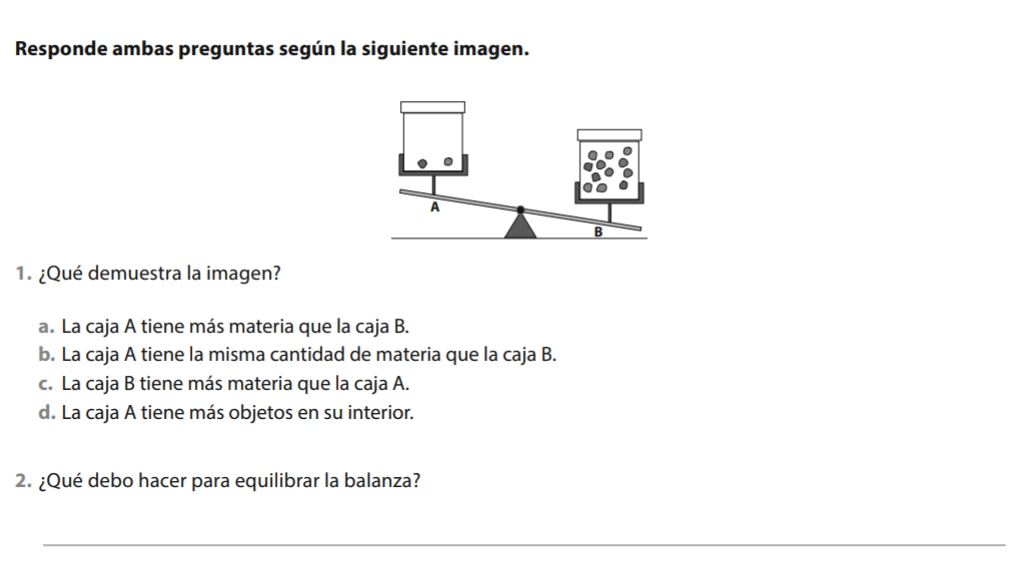 Responde ambas preguntas según la siguiente imagen.
A
B
1. ¿Qué demuestra la imagen?
a. La caja A tiene más materia que la caja B.
b. La caja A tiene la misma cantidad de materia que la caja B.
c. La caja B tiene más materia que la caja A.
d. La caja A tiene más objetos en su interior.
2. ¿Qué debo hacer para equilibrar la balanza?